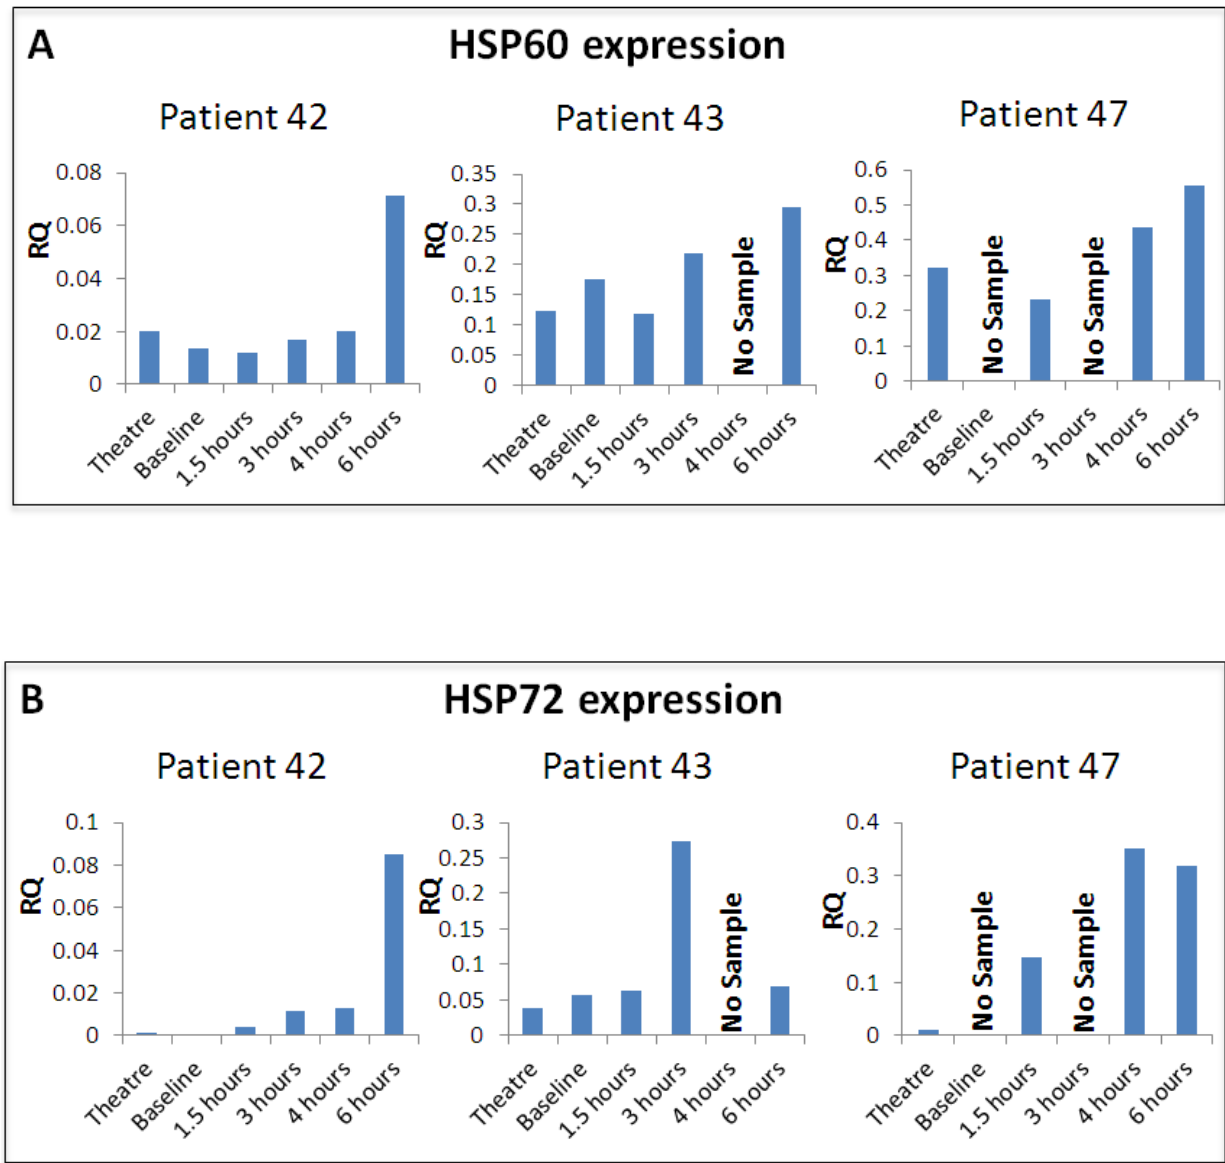 A
HSP60 expression
Patient 42
RQ
0.08
0.06
0.04
0.02
0
Theatre
Baseline
1.5 hours
3 hours
4 hours
6 hours
Patient 43
RQ
0.35
0.3
0.25
0.2
0.15
0.1
0.05
0
No Sample
Theatre
Baseline
1.5 hours
3 hours
4 hours
6 hours
Patient 47
RQ
0.6
0.5
0.4
0.3
0.2
0.1
0
No Sample
No Sample
Theatre
Baseline
1.5 hours
3 hours
4 hours
6 hours
B
HSP72 expression
Patient 42
RQ
0.1
0.08
0.06
0.04
0.02
0
Theatre
Baseline
1.5 hours
3 hours
4 hours
6 hours
Patient 43
RQ
0.3
0.25
0.2
0.15
0.1
0.05
0
No Sample
Theatre
Baseline
1.5 hours
3 hours
4 hours
6 hours
Patient 47
RQ
0.4
0.3
0.2
0.1
0
No Sample
No Sample
Theatre
Baseline
1.5 hours
3 hours
4 hours
6 hours